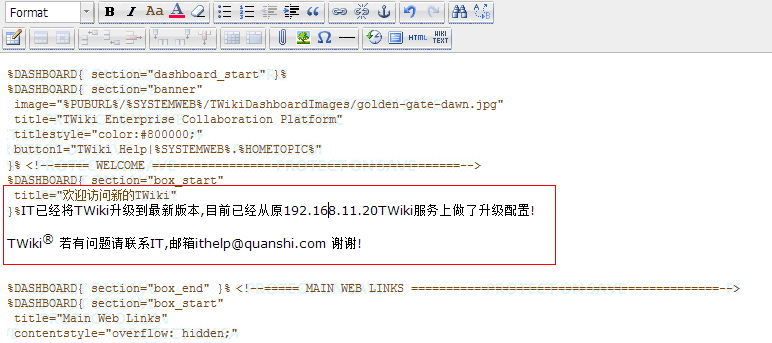 Format
B I Aa A
HTML WIKI TEXT
%DASHBOARD{ section="dashboard_start" }%
%DASHBOARD{ section="banner"
image="%PUBURL%/%SYSTEMWEB%/TWikiDashboardImages/golden-gate-dawn.jpg"
title="TWiki Enterprise Collaboration Platform"
titlestyle="color:#800000;"
button1="TWiki Help|%SYSTEMWEB%.%HOMETOPIC%"
}% <!--===== WELCOME ============================================-->
%DASHBOARD{ section="box_start"
title="欢迎访问新的TWiki"
}%IT已经将TWiki升级到最新版本,目前已经从原192.168.11.20TWiki服务上做了升级配置!
TWiki® 若有问题请联系IT,邮箱ithelp@quanshi.com 谢谢!
%DASHBOARD{ section="box_end" }% <!--===== MAIN WEB LINKS ============================================-->
%DASHBOARD{ section="box_start"
title="Main Web Links"
contentstyle="overflow: hidden;"